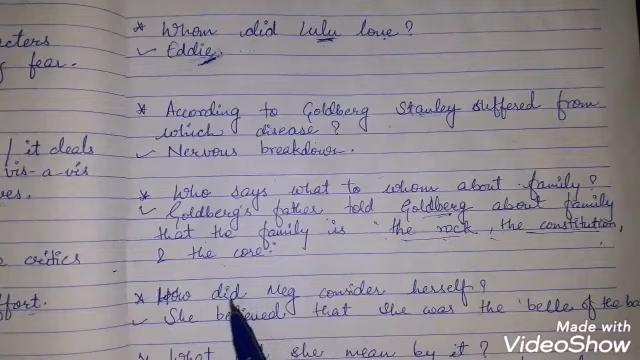 * Whom did Lulu love?
✓ Eddie.
acters
fear.
* According to Goldberg Stanley suffered from
which disease?
✓ Nervous breakdown.
it deals
vis-a-vis
* Who says what to whom about family?
✓ Goldberg's father told Goldberg about family
that the family is "the rock, the constitution,
& the core."
critics
* How did Meg consider herself?
✓ She believed that she was the 'belle of the ba
* What she mean by it?
Made with
VideoShow